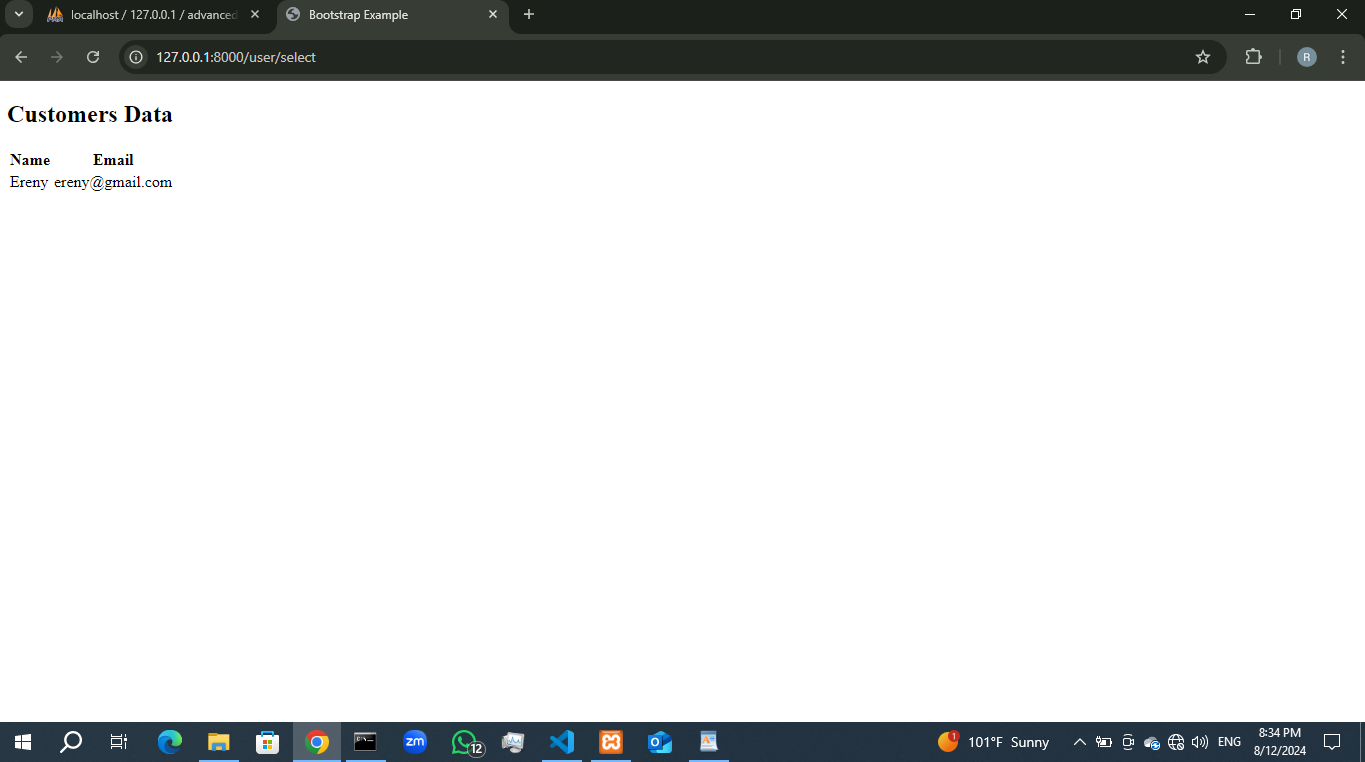 localhost / 127.0.0.1 / advanced
Bootstrap Example
127.0.0.1:8000/user/select
R
Customers Data
Name Email
Ereny ereny@gmail.com
zm
12
1
101°F Sunny
ENG
8:34 PM
8/12/2024